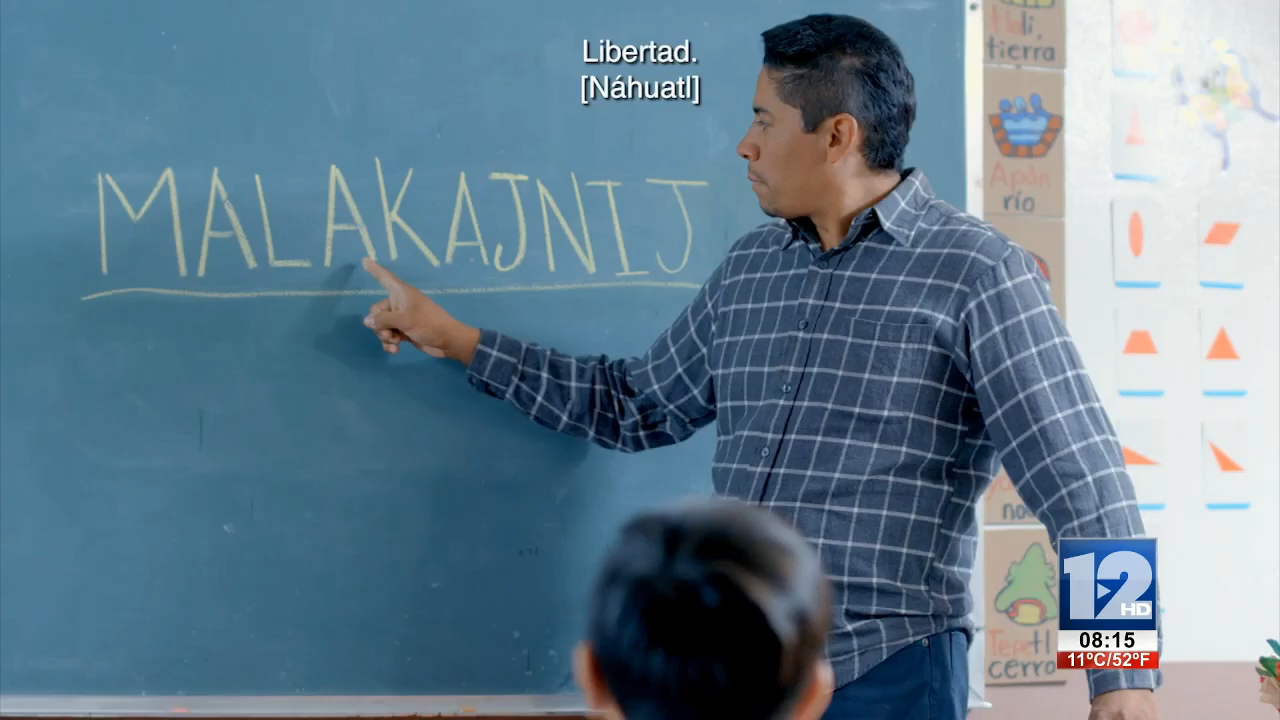 Libertad.
[Náhuatl]
MALAKAJNIJ
tierra
Apan
río
Tepetl
cerro
12
HD
08:15
11°C/52°F